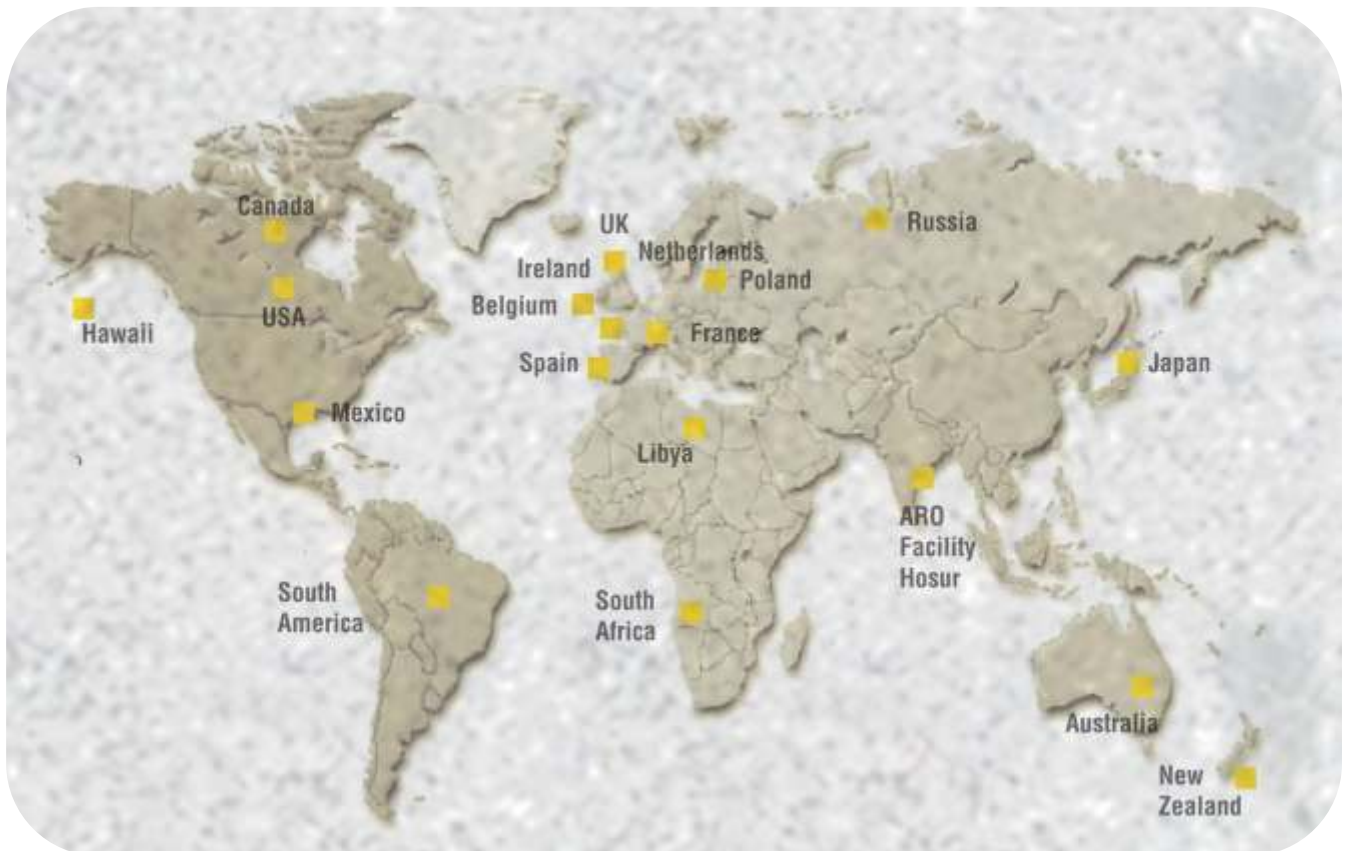 Canada
UK
Russia
Netherlands
Ireland
Poland
Belgium
USA
Hawaii
France
Spain
Japan
Mexico
Libya
ARO
Facility
Hosur
South
America
South
Africa
Australia
New
Zealand